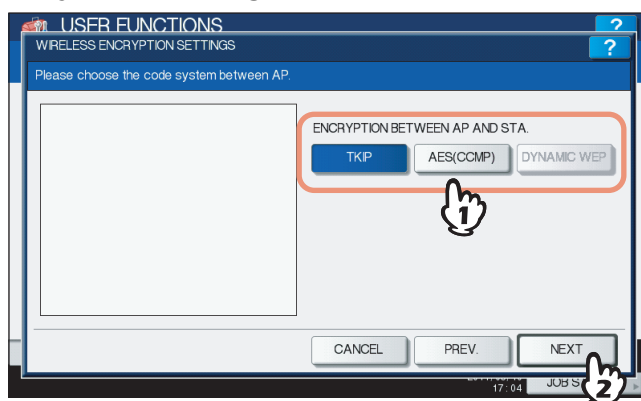 USER FUNCTIONS
?
WIRELESS ENCRYPTION SETTINGS
?
Please choose the code system between AP.
ENCRYPTION BETWEEN AP AND STA.
TKIP
AES(CCMP)
DYNAMIC WEP
1
CANCEL
PREV.
NEXT
2
17:04
JOB S